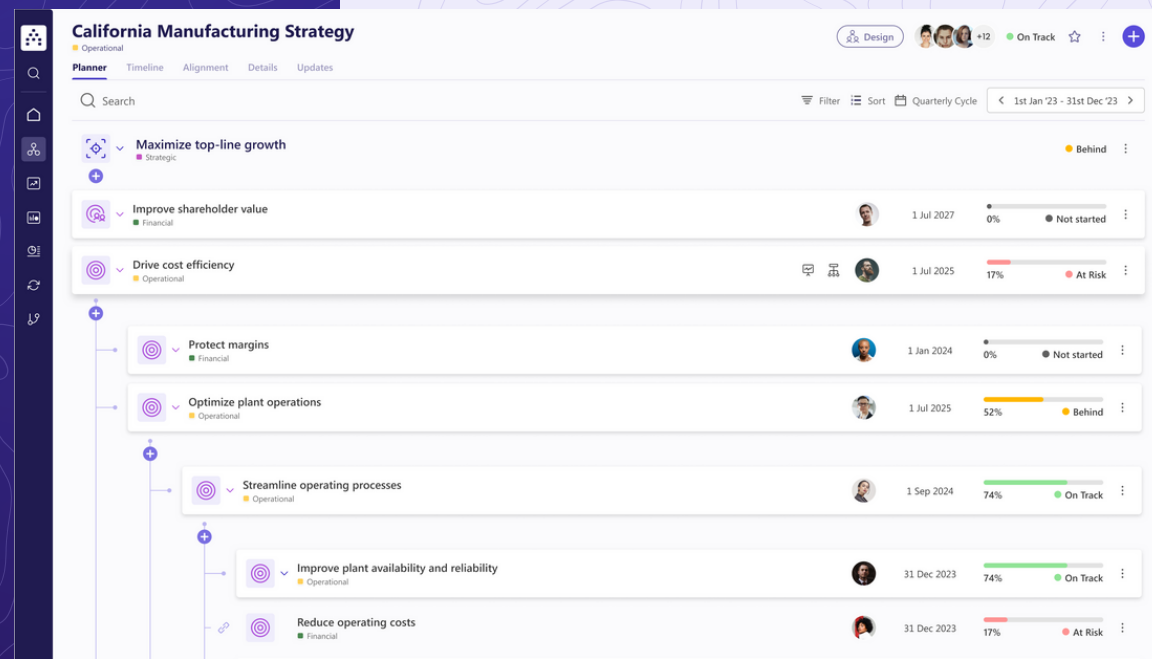 California Manufacturing Strategy
Operational
Design
+12
On Track
Planner
Timeline
Alignment
Details
Updates
Search
Filter
Sort
Quarterly Cycle
1st Jan '23 - 31st Dec '23
Maximize top-line growth
Strategic
Behind
Improve shareholder value
Financial
1 Jul 2027
0%
Not started
Drive cost efficiency
Operational
1 Jul 2025
17%
At Risk
Protect margins
Financial
1 Jan 2024
0%
Not started
Optimize plant operations
Operational
1 Jul 2025
52%
Behind
Streamline operating processes
Operational
1 Sep 2024
74%
On Track
Improve plant availability and reliability
Operational
31 Dec 2023
74%
On Track
Reduce operating costs
Financial
31 Dec 2023
17%
At Risk